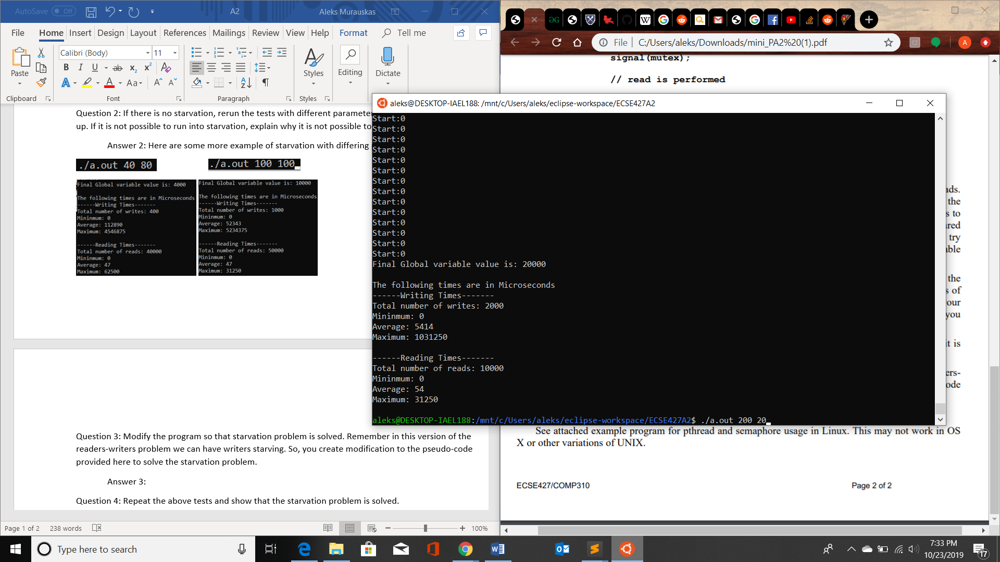 AutoSave Off
A2
Aleks Murauskas
File Home Insert Design Layout References Mailings Review View Help Format Tell me
Calibri (Body) 11
Paste
B I U ab x₂ x²
A A Aa A A
Styles
Editing
Dictate
Clipboard Font Paragraph Styles
Question 2: If there is no starvation, rerun the tests with different parameter
up. If it is not possible to run into starvation, explain why it is not possible to
Answer 2: Here are some more example of starvation with differing
./a.out 40 80
./a.out 100 100
Final Global variable value is: 4000
The following times are in Microseconds
------Writing Times-------
Total number of writes: 400
Mininmum: 0
Average: 112890
Maximum: 4546875
------Reading Times-------
Total number of reads: 40000
Mininmum: 0
Average: 47
Maximum: 62500
Final Global variable value is: 10000
The following times are in Microseconds
------Writing Times-------
Total number of writes: 1000
Mininmum: 0
Average: 52343
Maximum: 5234375
------Reading Times-------
Total number of reads: 50000
Mininmum: 0
Average: 47
Maximum: 31250
Question 3: Modify the program so that starvation problem is solved. Remember in this version of the
readers-writers problem we can have writers starving. So, you create modification to the pseudo-code
provided here to solve the starvation problem.
Answer 3:
Question 4: Repeat the above tests and show that the starvation problem is solved.
Page 1 of 2 238 words
100%
File C:/Users/aleks/Downloads/mini_PA2%20(1).pdf
A
signal(mutex);
// read is performed
aleks@DESKTOP-IAEL188: /mnt/c/Users/aleks/eclipse-workspace/ECSE427A2
Start:0
Start:0
Start:0
Start:0
Start:0
Start:0
Start:0
Start:0
Start:0
Start:0
Start:0
Start:0
Start:0
Start:0
Final Global variable value is: 20000
The following times are in Microseconds
------Writing Times-------
Total number of writes: 2000
Mininmum: 0
Average: 5414
Maximum: 1031250
------Reading Times-------
Total number of reads: 10000
Mininmum: 0
Average: 54
Maximum: 31250
aleks@DESKTOP-IAEL188:/mnt/c/Users/aleks/eclipse-workspace/ECSE427A2$ ./a.out 200 20
ads.
the
s to
ared
try
able
the
s of
our
you
it is
ers-
ode
See attached example program for pthread and semaphore usage in Linux. This may not work in OS
X or other variations of UNIX.
ECSE427/COMP310
Page 2 of 2
Type here to search
7:33 PM
10/23/2019
17